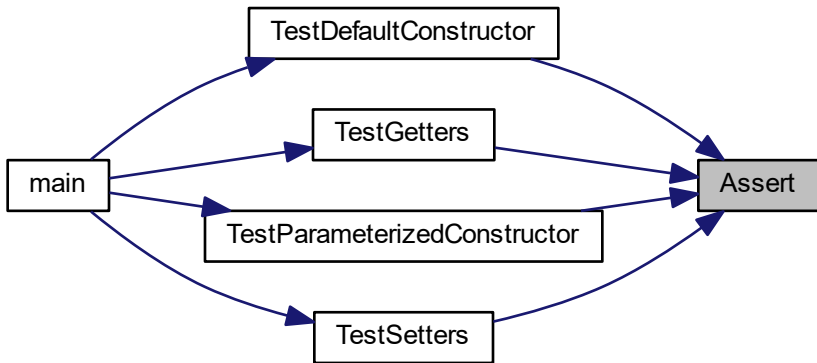 TestDefaultConstructor
TestGetters
main
Assert
TestParameterizedConstructor
TestSetters